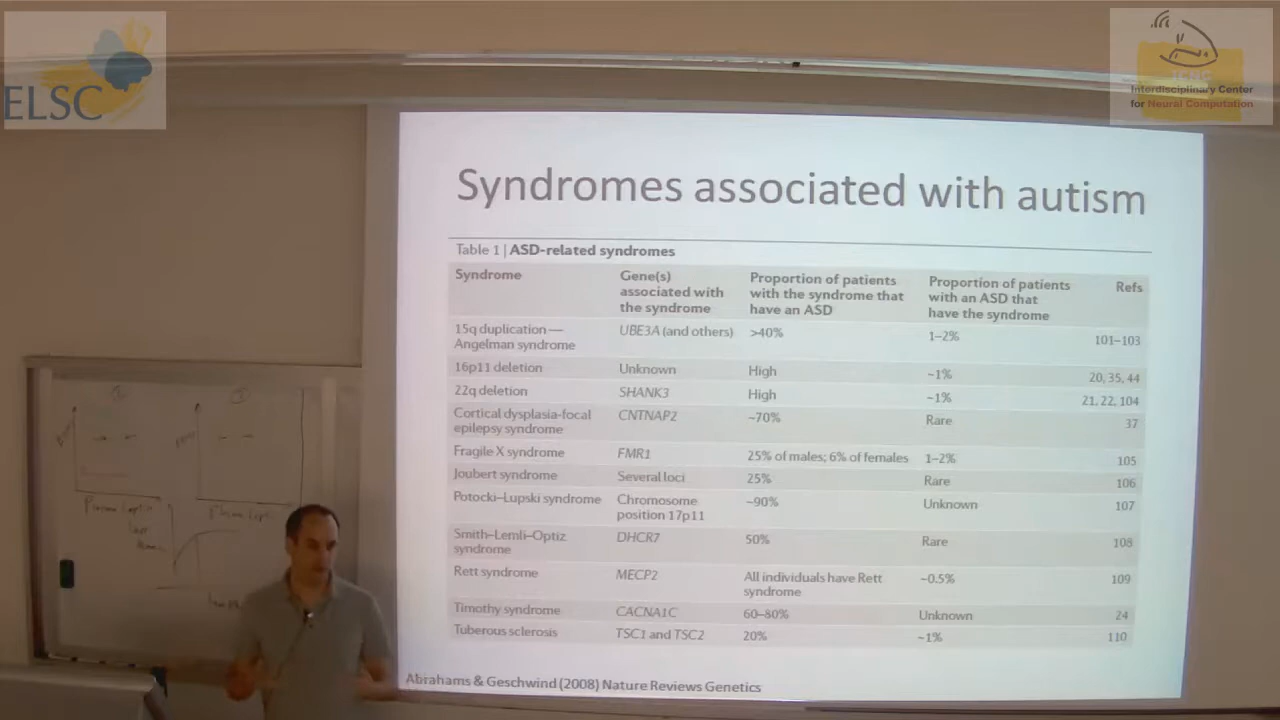 ELSC
Interdisciplinary Center
for Neural Computation
Syndromes associated with autism
Table 1 | ASD-related syndromes
Syndrome Gene(s) associated with the syndrome Proportion of patients with the syndrome that have an ASD Proportion of patients with an ASD that have the syndrome Refs
15q duplication — Angelman syndrome UBE3A (and others) >40% 1–2% 101–103
16p11 deletion Unknown High ~1% 20, 35, 44
22q deletion SHANK3 High ~1% 21, 22, 104
Cortical dysplasia-focal epilepsy syndrome CNTNAP2 ~70% Rare 37
Fragile X syndrome FMR1 25% of males; 6% of females 1–2% 105
Joubert syndrome Several loci 25% Rare 106
Potocki–Lupski syndrome Chromosome position 17p11 ~90% Unknown 107
Smith–Lemli–Optiz syndrome DHCR7 50% Rare 108
Rett syndrome MECP2 All individuals have Rett syndrome ~0.5% 109
Timothy syndrome CACNA1C 60–80% Unknown 24
Tuberous sclerosis TSC1 and TSC2 20% ~1% 110
Abrahams & Geschwind (2008) Nature Reviews Genetics